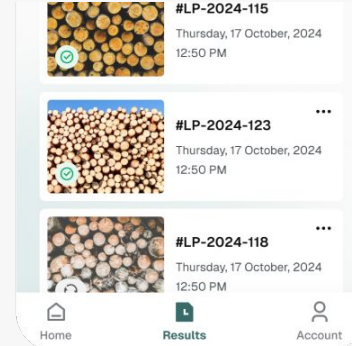 #LP-2024-115
Thursday, 17 October, 2024
12:50 PM
#LP-2024-123
Thursday, 17 October, 2024
12:50 PM
#LP-2024-118
Thursday, 17 October, 2024
12:50 PM
Home
Results
Account